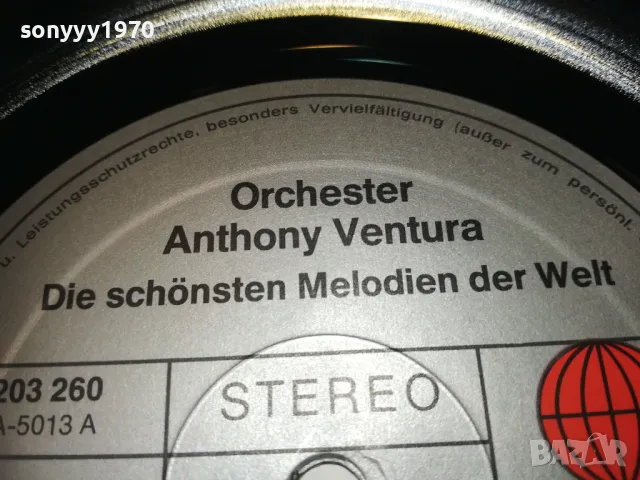 sonyyy1970
u. Leistungsschutzrechte, besonders Vervielfältigung (außer zum persönl.
Orchester
Anthony Ventura
Die schönsten Melodien der Welt
203 260
A-5013 A
STEREO
BAZAR